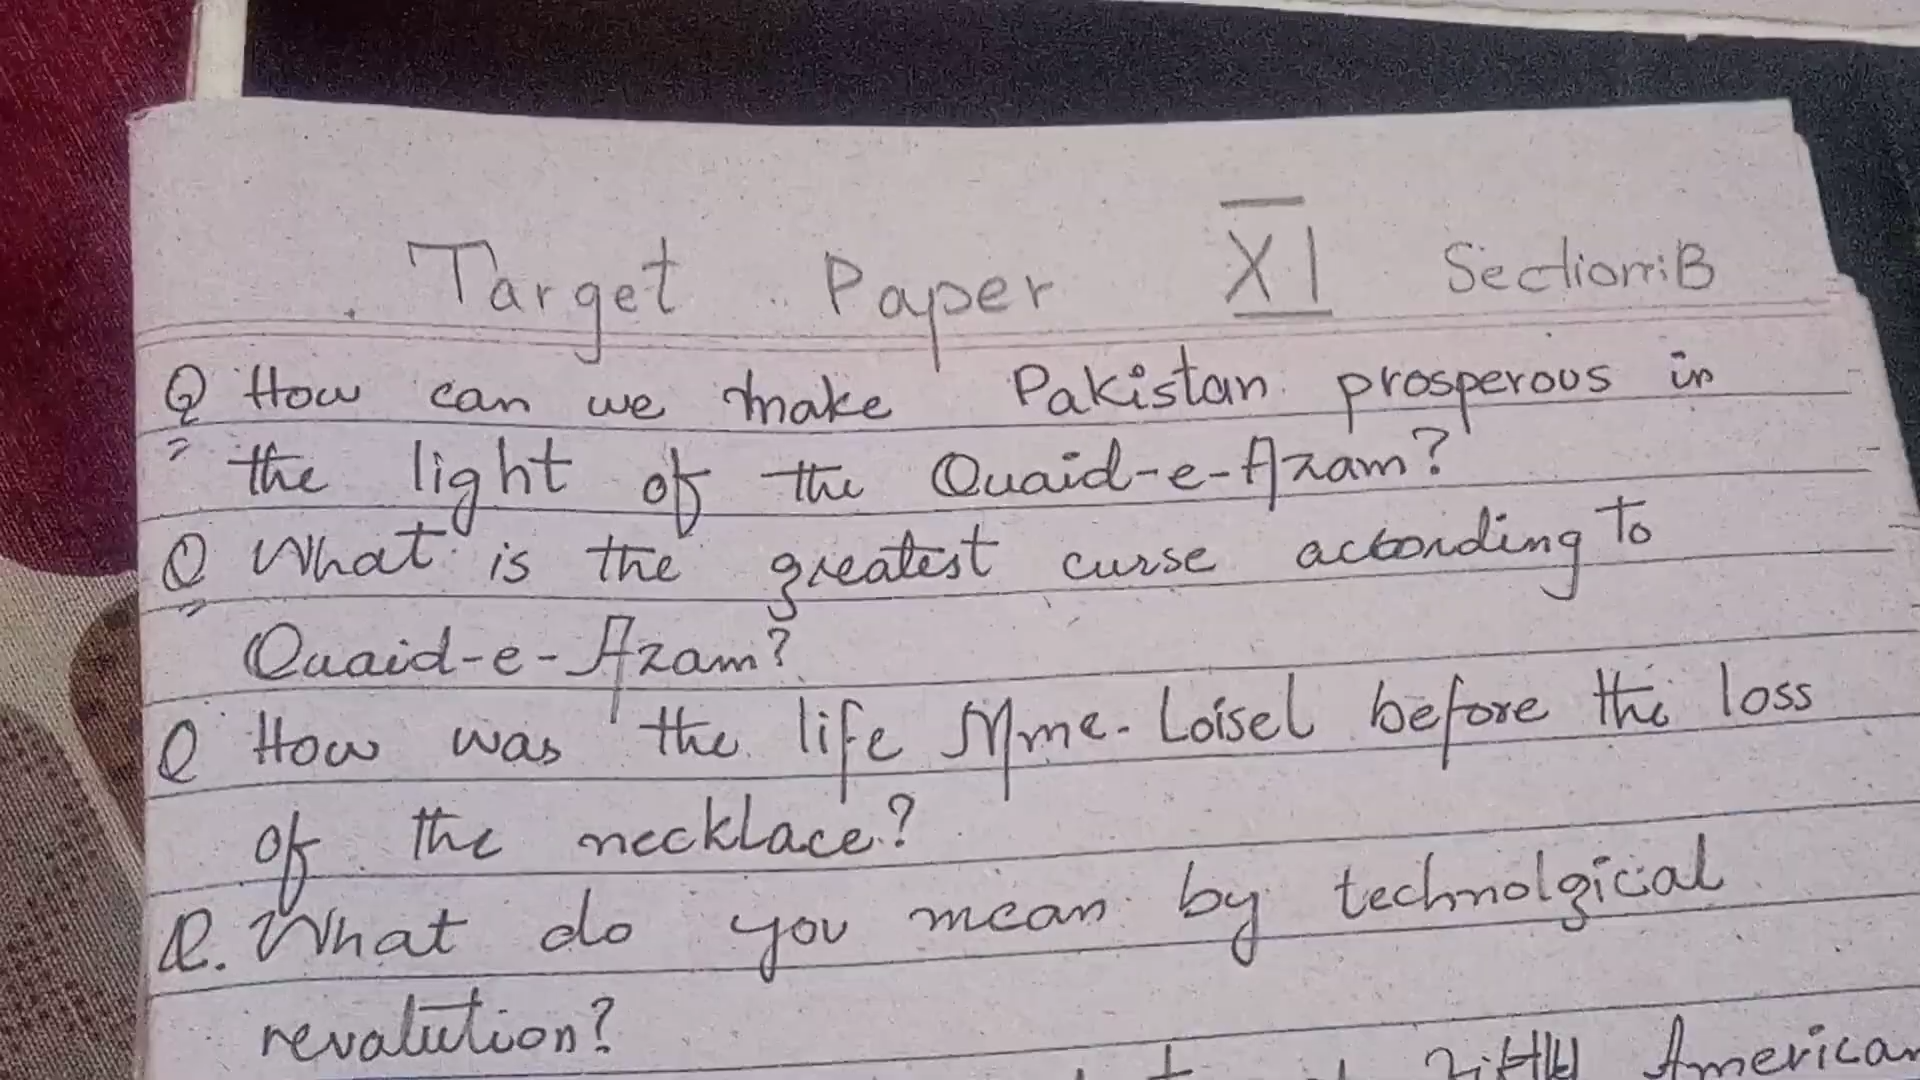 Target Paper XI Section:B
Q How can we make Pakistan prosperous in
the light of the Quaid-e-Azam?
Q What is the greatest curse according to
Quaid-e-Azam?
Q How was the life Mme. Loisel before the loss
of the necklace?
Q. What do you mean by technolgical
revalution?
American